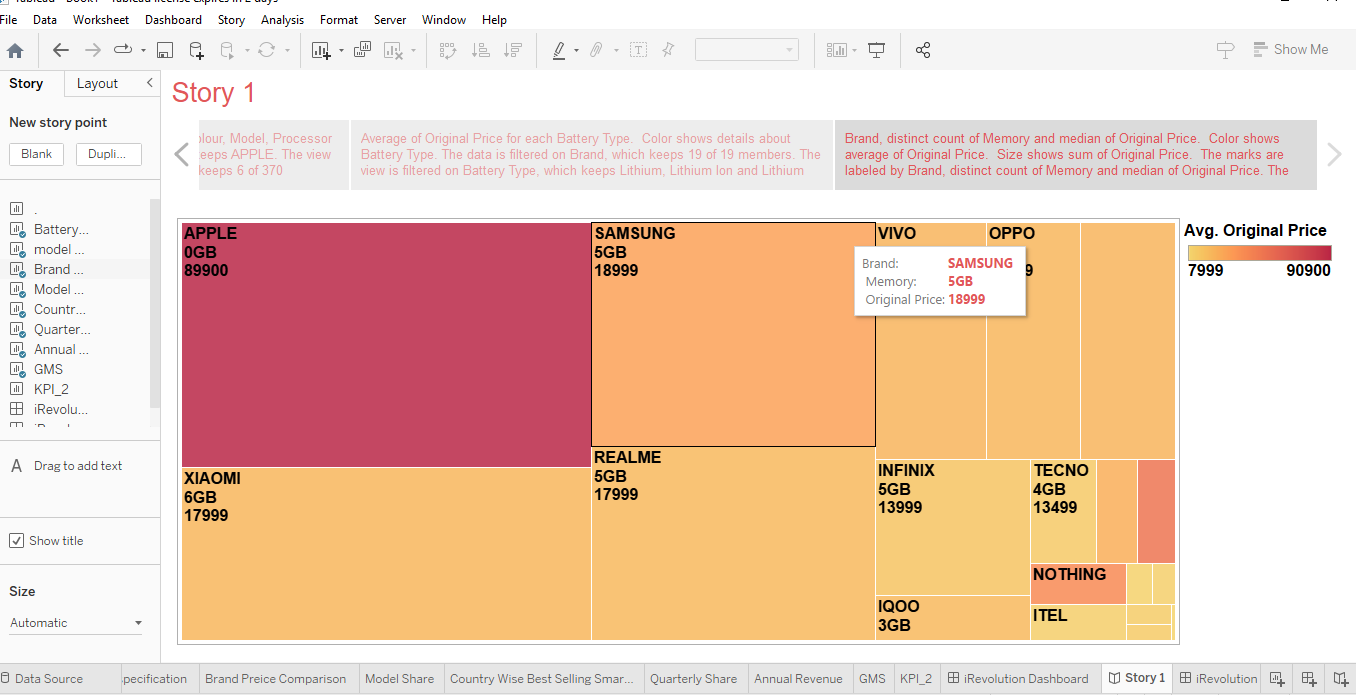 File Data Worksheet Dashboard Story Analysis Format Server Window Help
Show Me
Story Layout
New story point
Blank Dupli...
.
Battery...
model ...
Brand ...
Model ...
Countr...
Quarter...
Annual ...
GMS
KPI_2
iRevolu...
Drag to add text
Show title
Size
Automatic
Story 1
olour, Model, Processor
keeps APPLE. The view
keeps 6 of 370
Average of Original Price for each Battery Type. Color shows details about
Battery Type. The data is filtered on Brand, which keeps 19 of 19 members. The
view is filtered on Battery Type, which keeps Lithium, Lithium Ion and Lithium
Brand, distinct count of Memory and median of Original Price. Color shows
average of Original Price. Size shows sum of Original Price. The marks are
labeled by Brand, distinct count of Memory and median of Original Price. The
APPLE
0GB
89900
SAMSUNG
5GB
18999
VIVO
OPPO
Brand: SAMSUNG
Memory: 5GB
Original Price: 18999
XIAOMI
6GB
17999
REALME
5GB
17999
INFINIX
5GB
13999
TECNO
4GB
13499
NOTHING
IQOO
3GB
ITEL
Avg. Original Price
7999 90900
Data Source pecification Brand Preice Comparison Model Share Country Wise Best Selling Smar... Quarterly Share Annual Revenue GMS KPI_2 iRevolution Dashboard Story 1 iRevolution